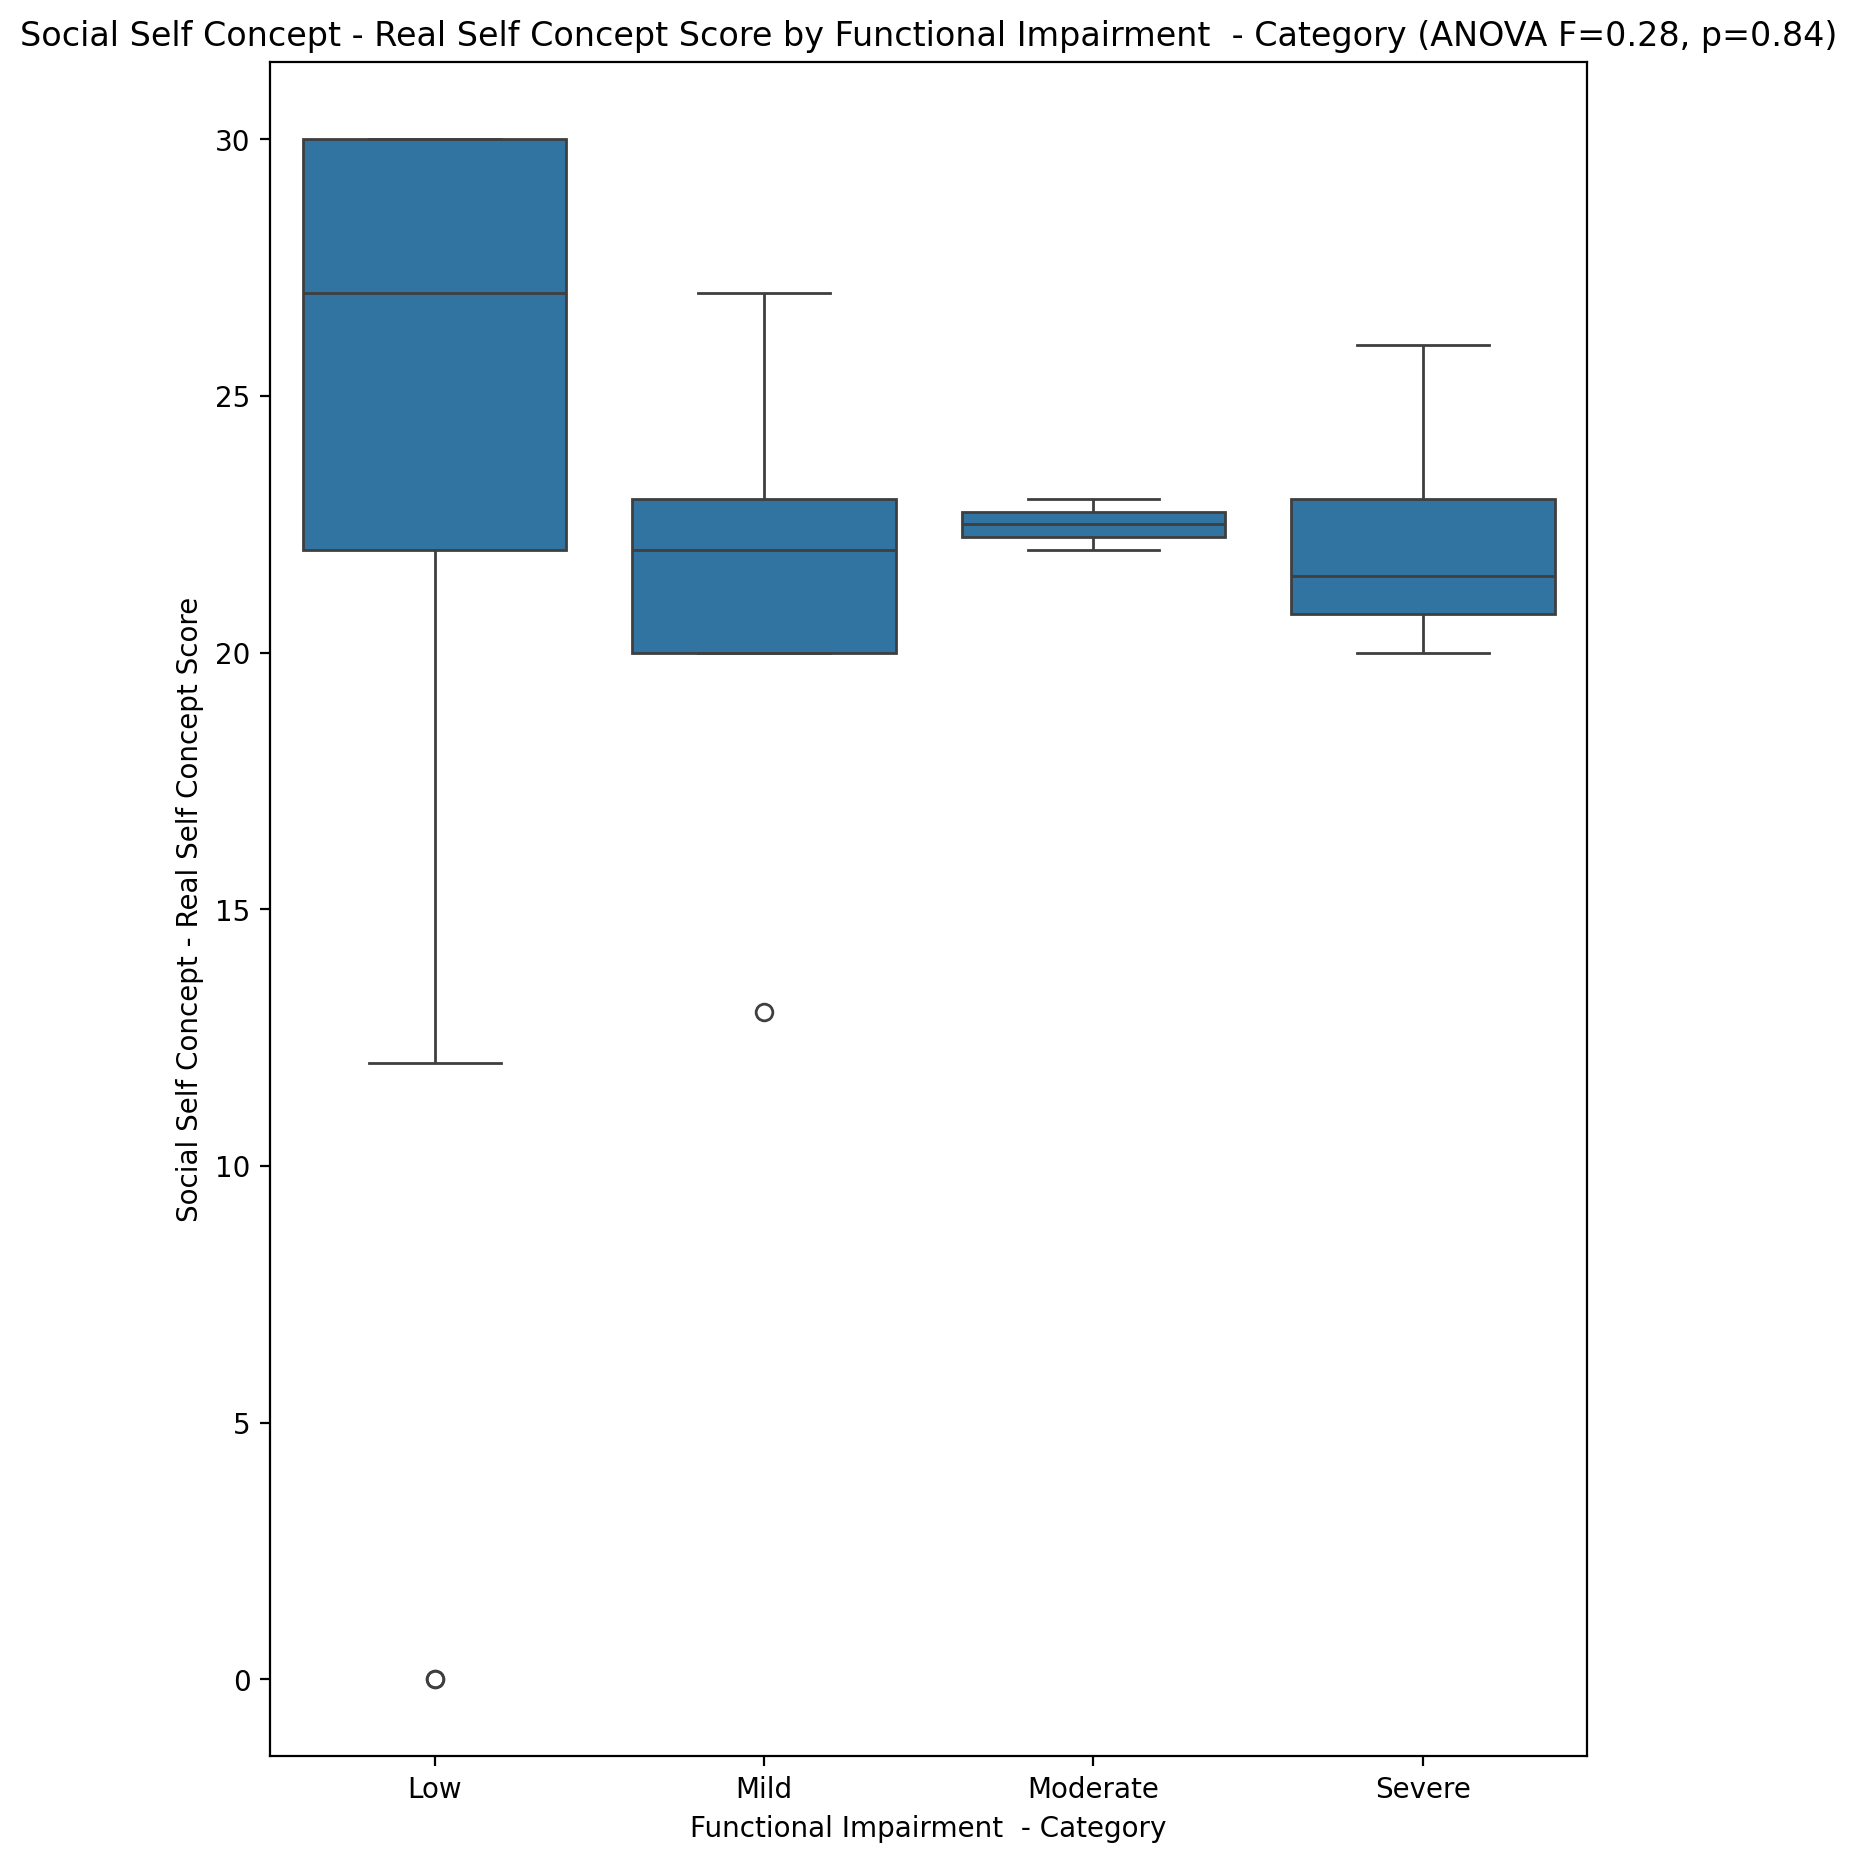 Social Self Concept - Real Self Concept Score by Functional Impairment  - Category (ANOVA F=0.28, p=0.84)
Social Self Concept - Real Self Concept Score
30
25
20
15
10
5
0
Low Mild Moderate Severe
Functional Impairment  - Category